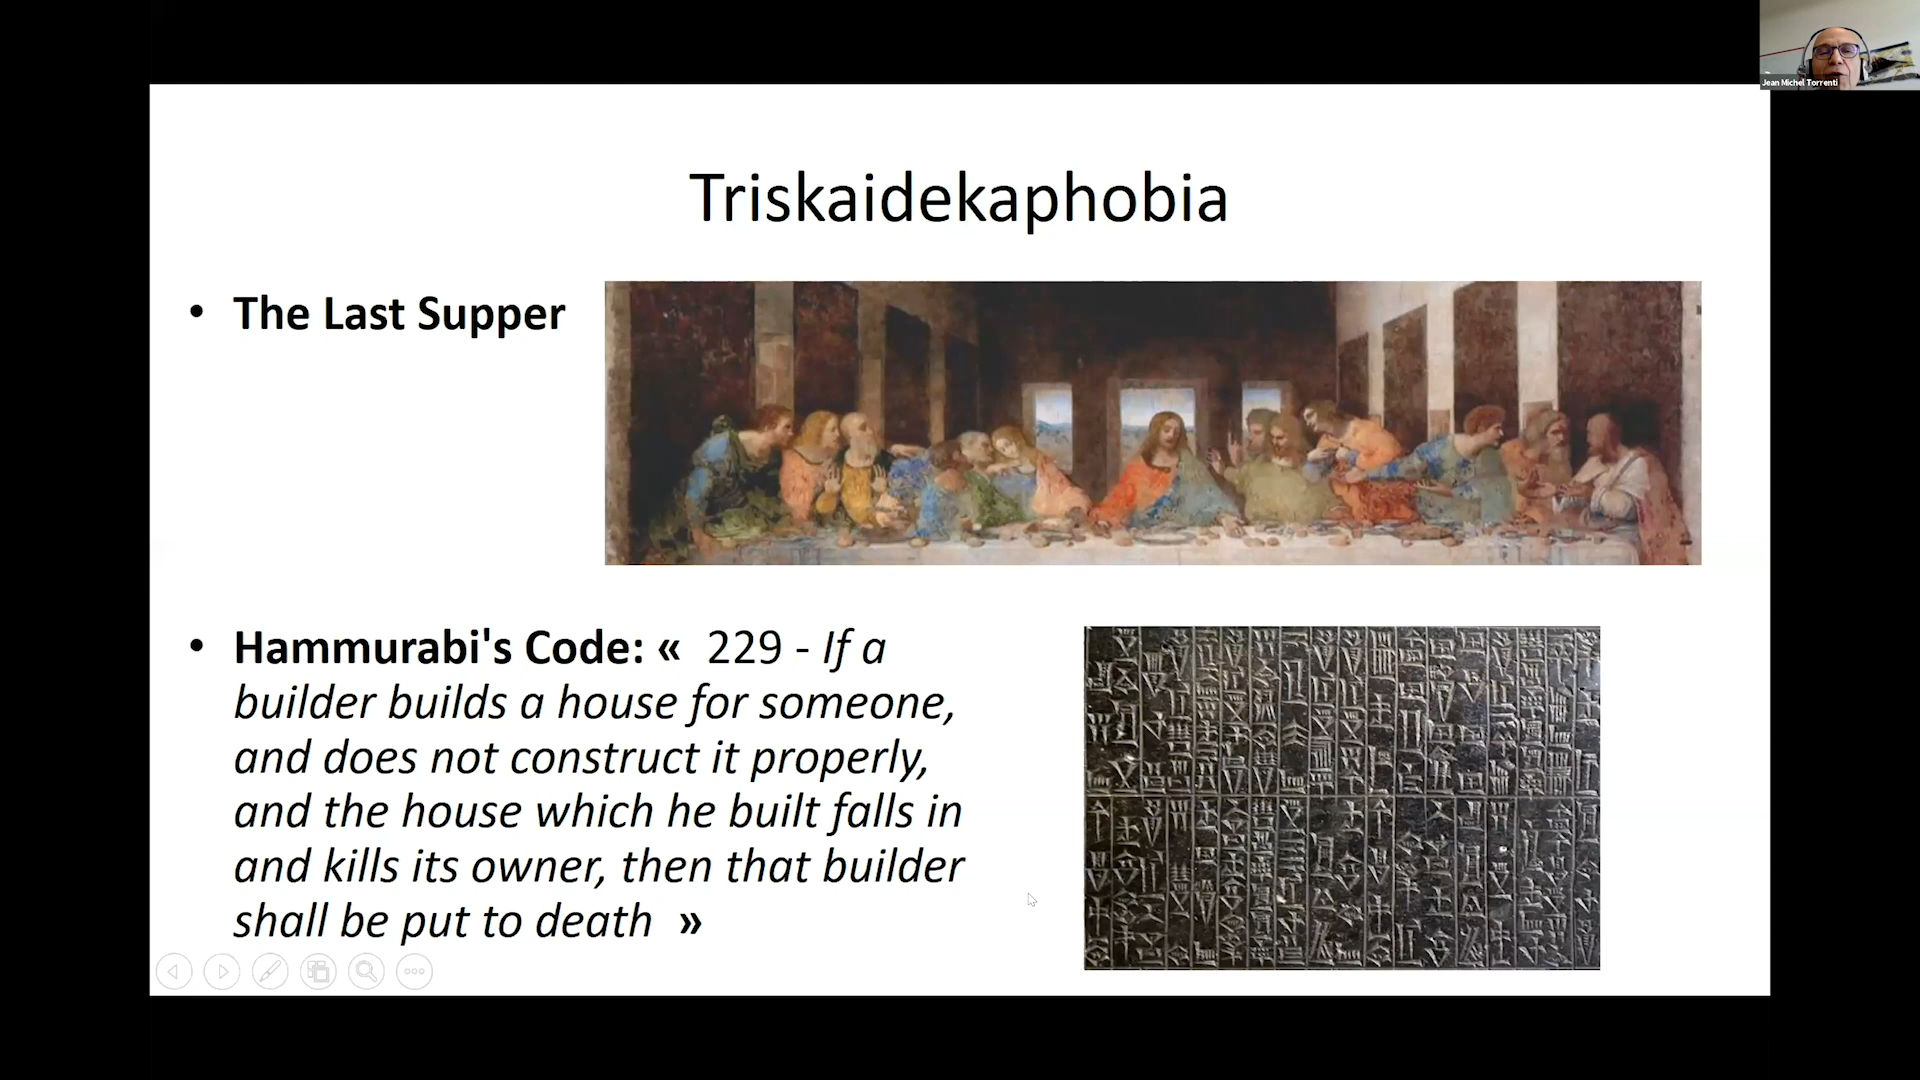 Jean Michel Torrenti
Triskaidekaphobia
• The Last Supper
• Hammurabi's Code: « 229 - If a
builder builds a house for someone,
and does not construct it properly,
and the house which he built falls in
and kills its owner, then that builder
shall be put to death »